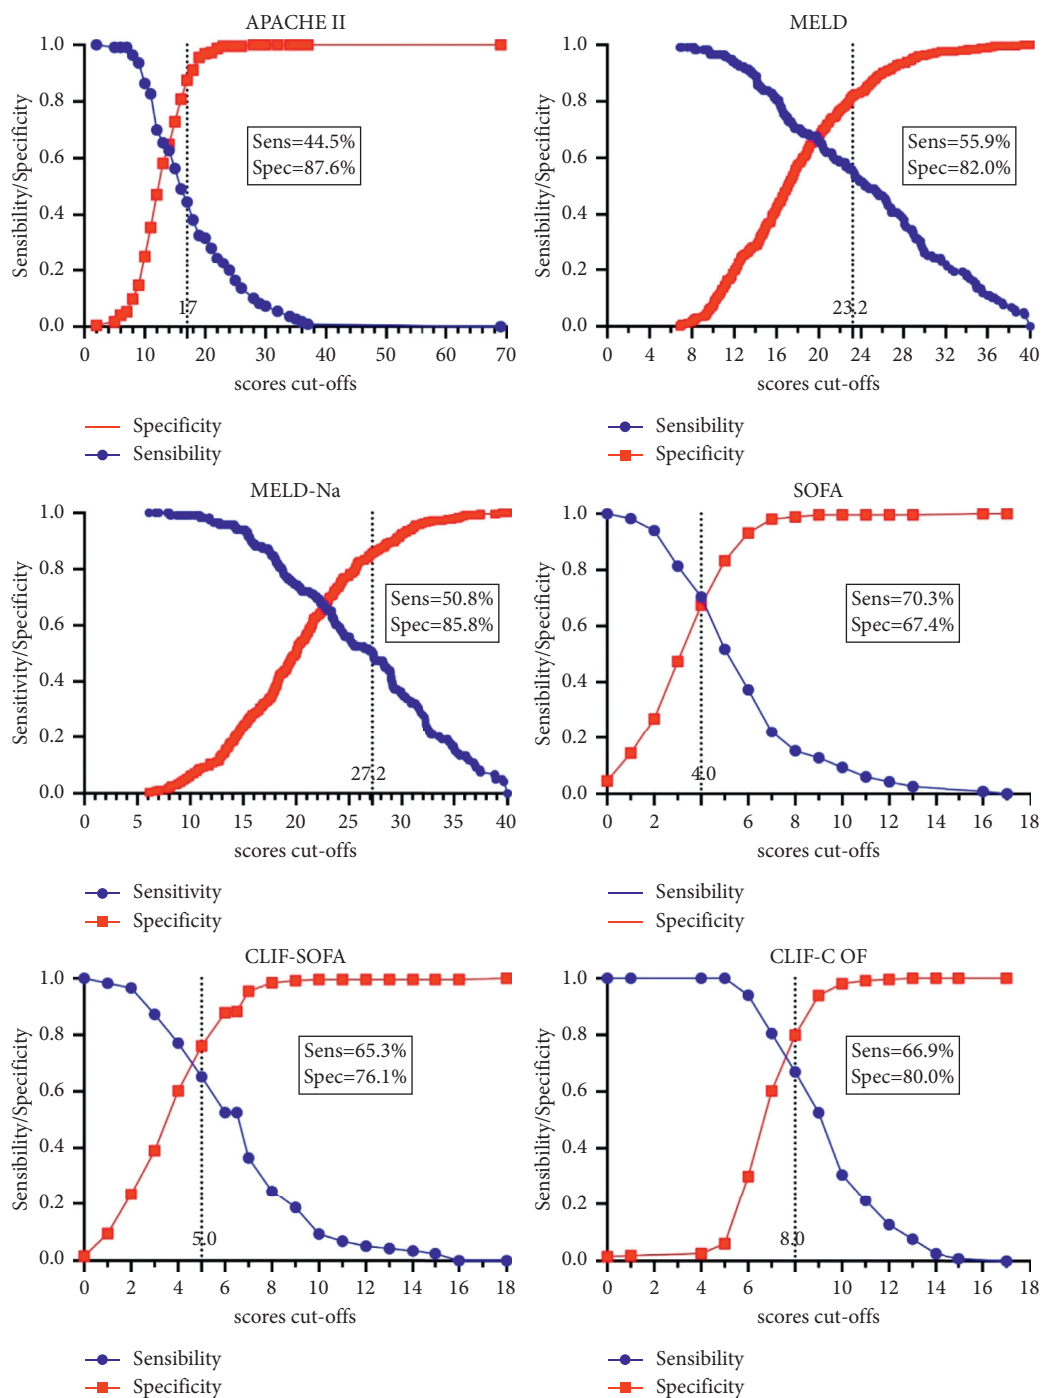 APACHE II
Sensibility/Specificity
1.0
0.8
0.6
0.4
0.2
0.0
Sens=44.5%
Spec=87.6%
17
0 10 20 30 40 50 60 70
scores cut-offs
Specificity
Sensibility
MELD
Sensibility/Specificity
1.0
0.8
0.6
0.4
0.2
0.0
Sens=55.9%
Spec=82.0%
23.2
0 4 8 12 16 20 24 28 32 36 40
scores cut-offs
Sensibility
Specificity
MELD-Na
Sensitivity/Specificity
1.0
0.8
0.6
0.4
0.2
0.0
Sens=50.8%
Spec=85.8%
27.2
0 5 10 15 20 25 30 35 40
scores cut-offs
Sensitivity
Specificity
SOFA
Sensibility/Specificity
1.0
0.8
0.6
0.4
0.2
0.0
Sens=70.3%
Spec=67.4%
4.0
0 2 4 6 8 10 12 14 16 18
scores cut-offs
Sensibility
Specificity
CLIF-SOFA
Sensibility/Specificity
1.0
0.8
0.6
0.4
0.2
0.0
Sens=65.3%
Spec=76.1%
5.0
0 2 4 6 8 10 12 14 16 18
scores cut-offs
Sensibility
Specificity
CLIF-C OF
Sensibility/Specificity
1.0
0.8
0.6
0.4
0.2
0.0
Sens=66.9%
Spec=80.0%
8.0
0 2 4 6 8 10 12 14 16 18
scores cut-offs
Sensibility
Specificity